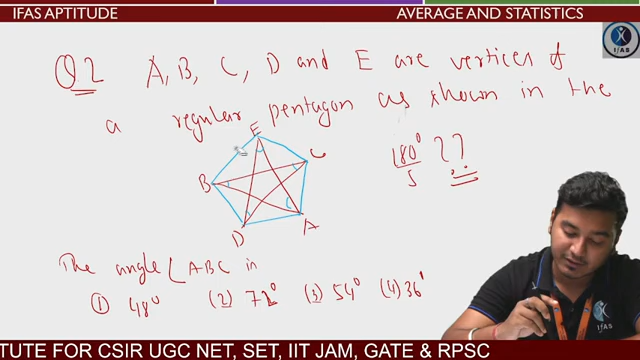 IFAS APTITUDE AVERAGE AND STATISTICS
IFAS
Q2 A, B, C, D and E are vertices of
a regular pentagon as shown in the
E
C
B
D
A
180°/5 ??
The angle ∠ABC is
(1) 48° (2) 72° (3) 54° (4) 36°
TUTE FOR CSIR UGC NET, SET, IIT JAM, GATE & RPSC